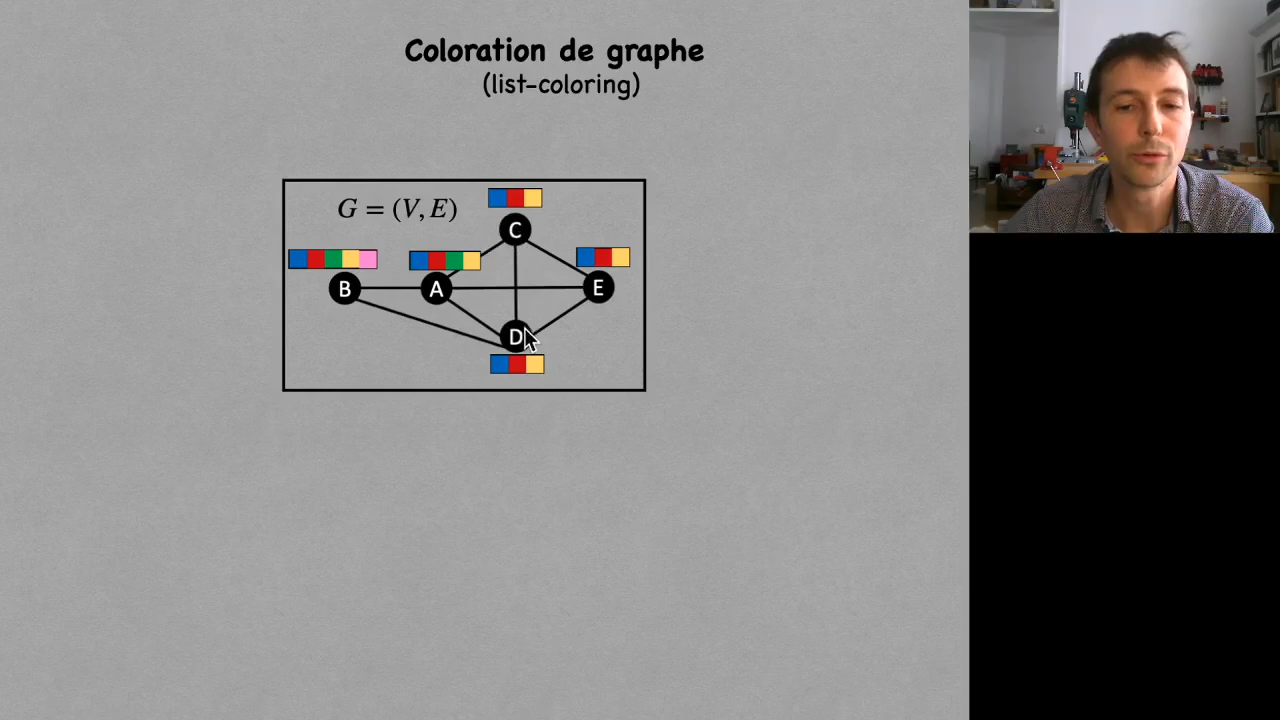 Coloration de graphe
(list-coloring)
G = (V, E)
C
B
A
E
D